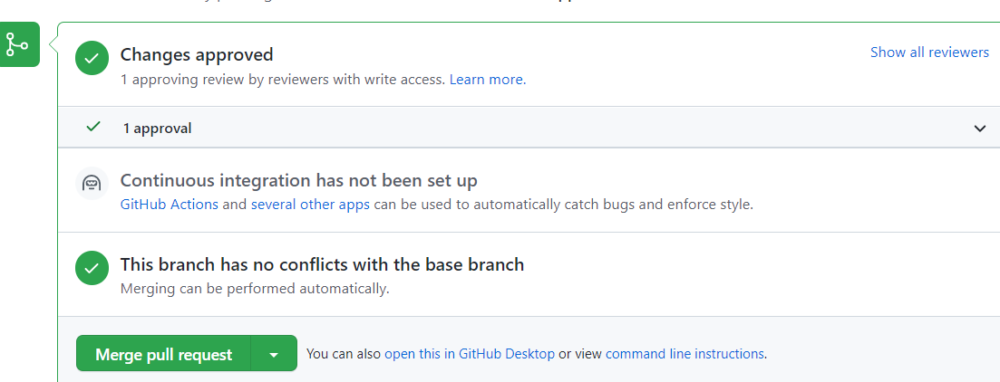 Changes approved
Show all reviewers
1 approving review by reviewers with write access. Learn more.
1 approval
Continuous integration has not been set up
GitHub Actions and several other apps can be used to automatically catch bugs and enforce style.
This branch has no conflicts with the base branch
Merging can be performed automatically.
Merge pull request
You can also open this in GitHub Desktop or view command line instructions.